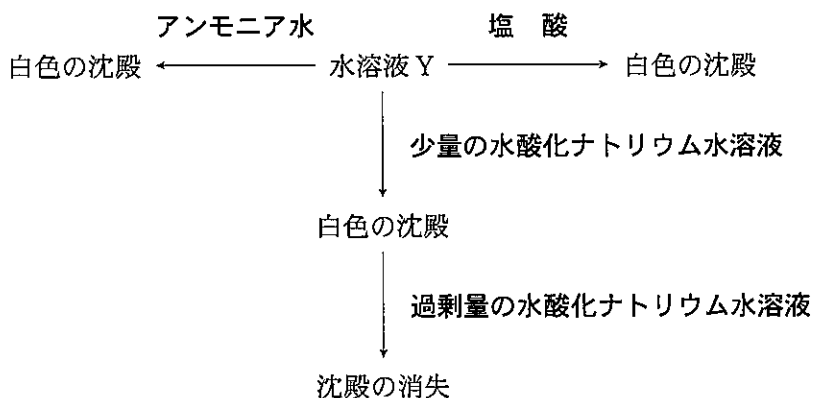 アンモニア水
塩 酸
白色の沈殿
水溶液 Y
白色の沈殿
少量の水酸化ナトリウム水溶液
白色の沈殿
過剰量の水酸化ナトリウム水溶液
沈殿の消失